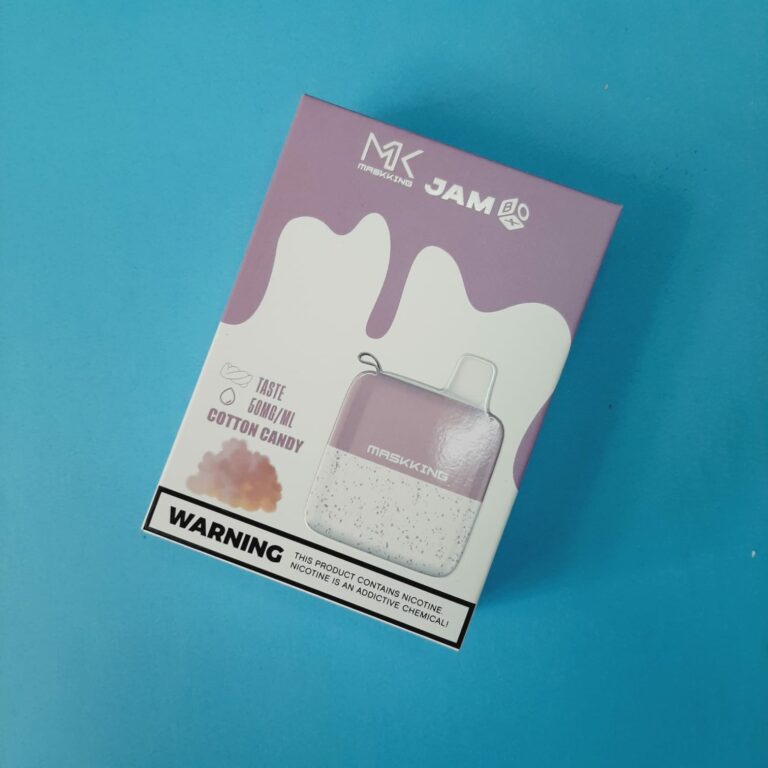 MK
MASKKING
JAM BOX
TASTE
50MG/ML
COTTON CANDY
MASKKING
WARNING
THIS PRODUCT CONTAINS NICOTINE.
NICOTINE IS AN ADDICTIVE CHEMICAL!